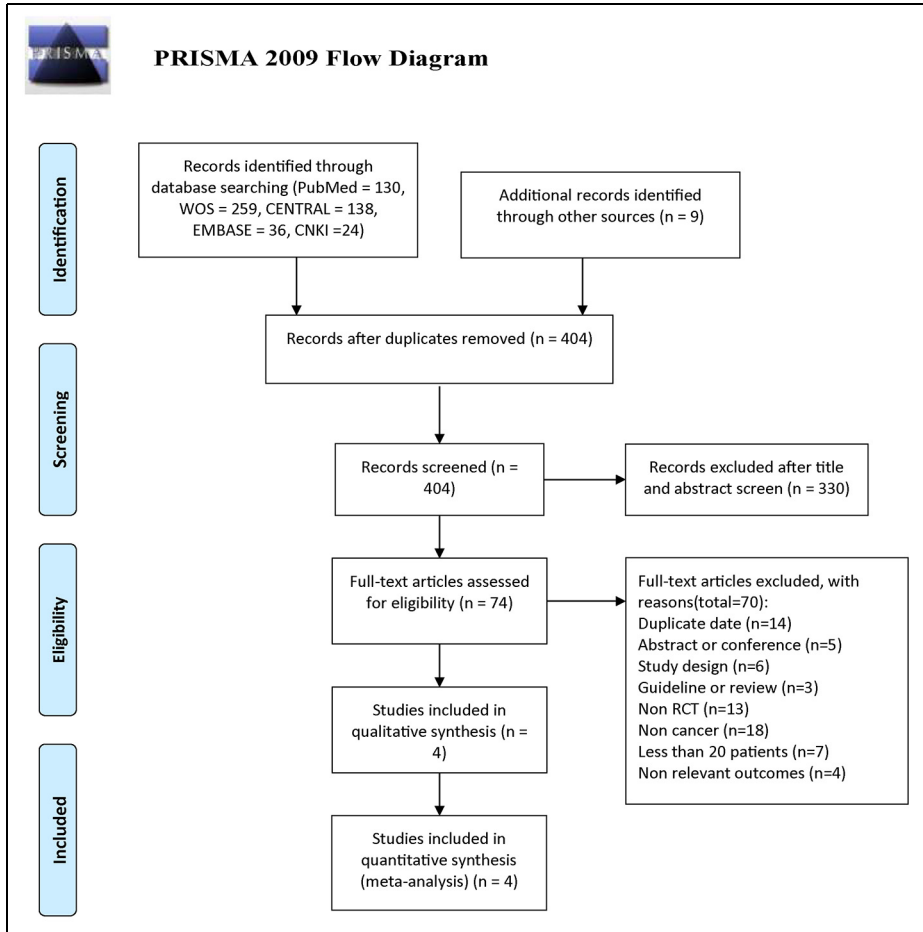 PRISMA
PRISMA 2009 Flow Diagram
Identification
Records identified through
database searching (PubMed = 130,
WOS = 259, CENTRAL = 138,
EMBASE = 36, CNKI =24)
Additional records identified
through other sources (n = 9)
Records after duplicates removed (n = 404)
Screening
Records screened (n =
404)
Records excluded after title
and abstract screen (n = 330)
Eligibility
Full-text articles assessed
for eligibility (n = 74)
Full-text articles excluded, with
reasons(total=70):
Duplicate date (n=14)
Abstract or conference (n=5)
Study design (n=6)
Guideline or review (n=3)
Non RCT (n=13)
Non cancer (n=18)
Less than 20 patients (n=7)
Non relevant outcomes (n=4)
Studies included in
qualitative synthesis (n =
4)
Included
Studies included in
quantitative synthesis
(meta-analysis) (n = 4)